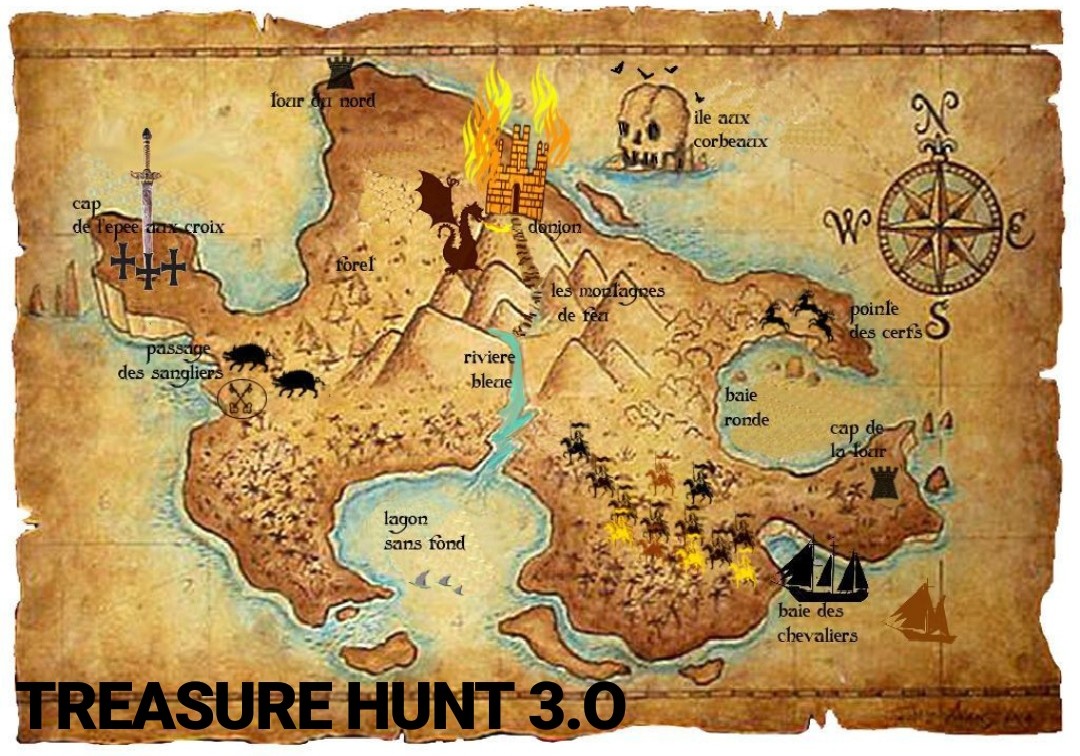 tour du nord
ile aux
corbeaux
N
cap
de l'epee aux croix
W
E
donjon
foret
les montagnes
de feu
pointe
des cerfs
S
passage
des sangliers
riviere
bleue
baie
ronde
cap de
la tour
lagon
sans fond
baie des
chevaliers
TREASURE HUNT 3.0